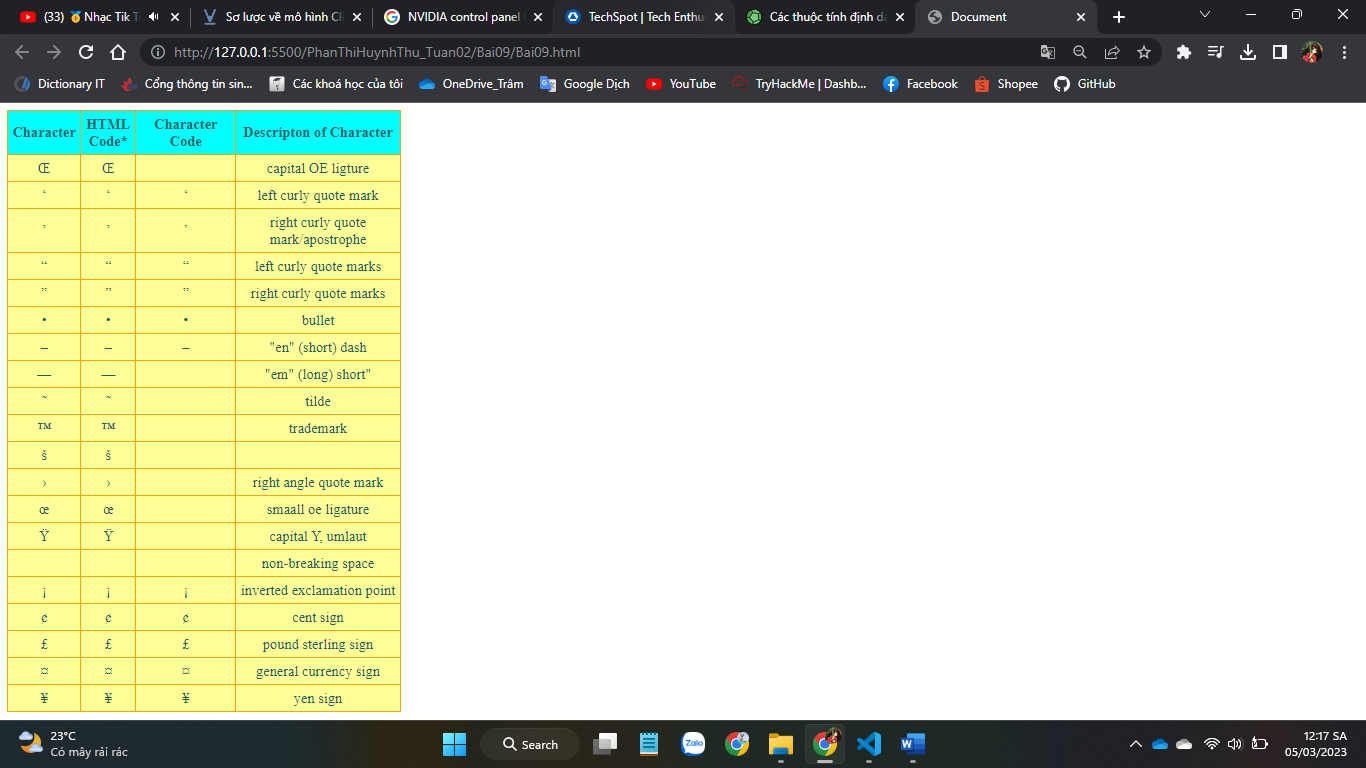 (33) 🥇Nhạc Tik T
Sơ lược về mô hình Cli
NVIDIA control panel
TechSpot | Tech Enthu
Các thuộc tính định dạ
Document
http://127.0.0.1:5500/PhanThiHuynhThu_Tuan02/Bai09/Bai09.html
Dictionary IT
Cổng thông tin sin...
Các khoá học của tôi
OneDrive_Trâm
Google Dịch
YouTube
TryHackMe | Dashb...
Facebook
Shopee
GitHub
Character HTML Code* Character Code Descripton of Character
Œ Œ capital OE ligture
‘ ‘ ‘ left curly quote mark
’ ’ ’ right curly quote
mark/apostrophe
“ “ “ left curly quote marks
” ” ” right curly quote marks
• • • bullet
– – – "en" (short) dash
— — "em" (long) short"
˜ ˜ tilde
™ ™ trademark
š š
› › right angle quote mark
œ œ smaall oe ligature
Ÿ Ÿ capital Y, umlaut
non-breaking space
¡ ¡ ¡ inverted exclamation point
¢ ¢ ¢ cent sign
£ £ £ pound sterling sign
¤ ¤ ¤ general currency sign
¥ ¥ ¥ yen sign
23°C
Có mây rải rác
Search
Zalo
12:17 SA
05/03/2023